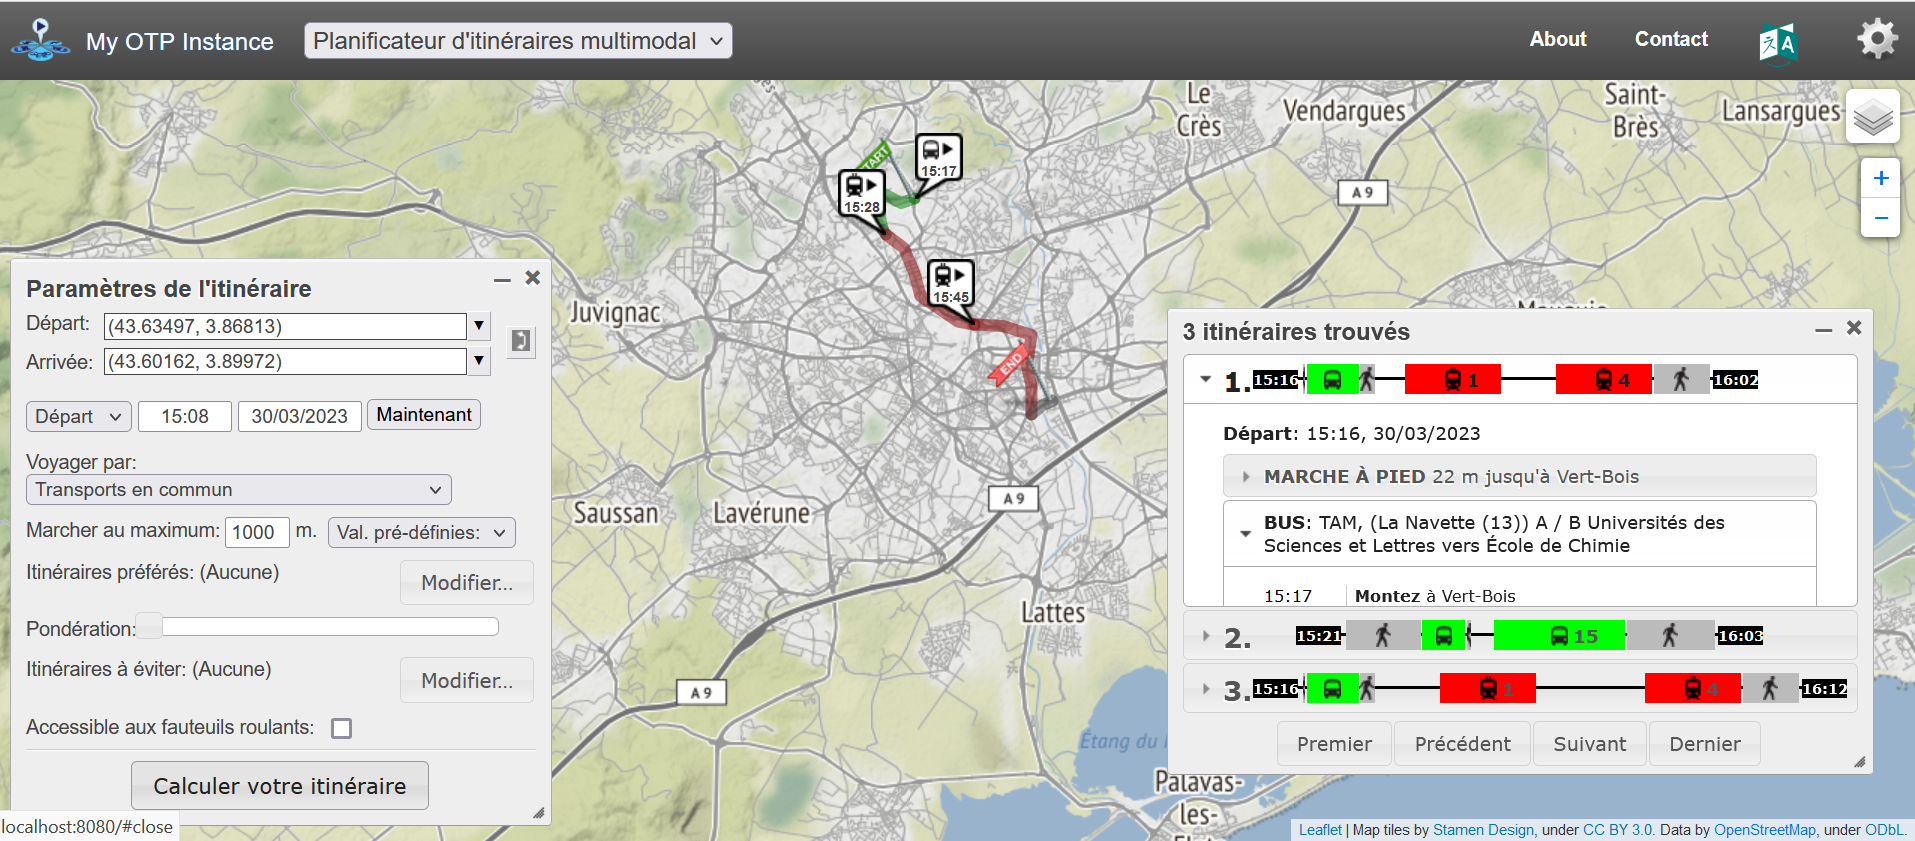 My OTP Instance
Planificateur d'itinéraires multimodal
About
Contact
Le
Crès
Vendargues
Saint-
Brès
Lansargues
START
15:17
15:28
A 9
+
−
15:45
END
Juvignac
Paramètres de l'itinéraire
Départ:
(43.63497, 3.86813)
Arrivée:
(43.60162, 3.89972)
Départ
15:08
30/03/2023
Maintenant
Voyager par:
Transports en commun
Marcher au maximum:
1000
m.
Val. pré-définies:
Itinéraires préférés: (Aucune)
Modifier...
Pondération:
Itinéraires à éviter: (Aucune)
Modifier...
Accessible aux fauteuils roulants:
Calculer votre itinéraire
localhost:8080/#close
A 9
Saussan
Lavérune
Lattes
A 9
Étang du
Palavas-
les-
3 itinéraires trouvés
1.
15:16
1
4
16:02
Départ: 15:16, 30/03/2023
MARCHE À PIED 22 m jusqu'à Vert-Bois
BUS: TAM, (La Navette (13)) A / B Universités des
Sciences et Lettres vers École de Chimie
15:17
Montez à Vert-Bois
2.
15:21
15
16:03
3.
15:16
1
4
16:12
Premier
Précédent
Suivant
Dernier
Leaflet | Map tiles by Stamen Design, under CC BY 3.0. Data by OpenStreetMap, under ODbL.